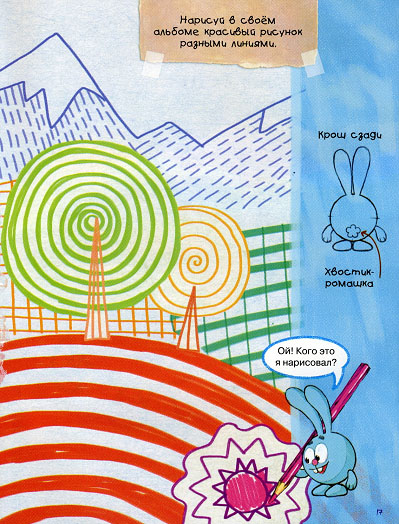 Нарисуй в своём
альбоме красивый рисунок
разными линиями.
Крош сзади
Хвостик-
ромашка
Ой! Кого это
я нарисовал?
17